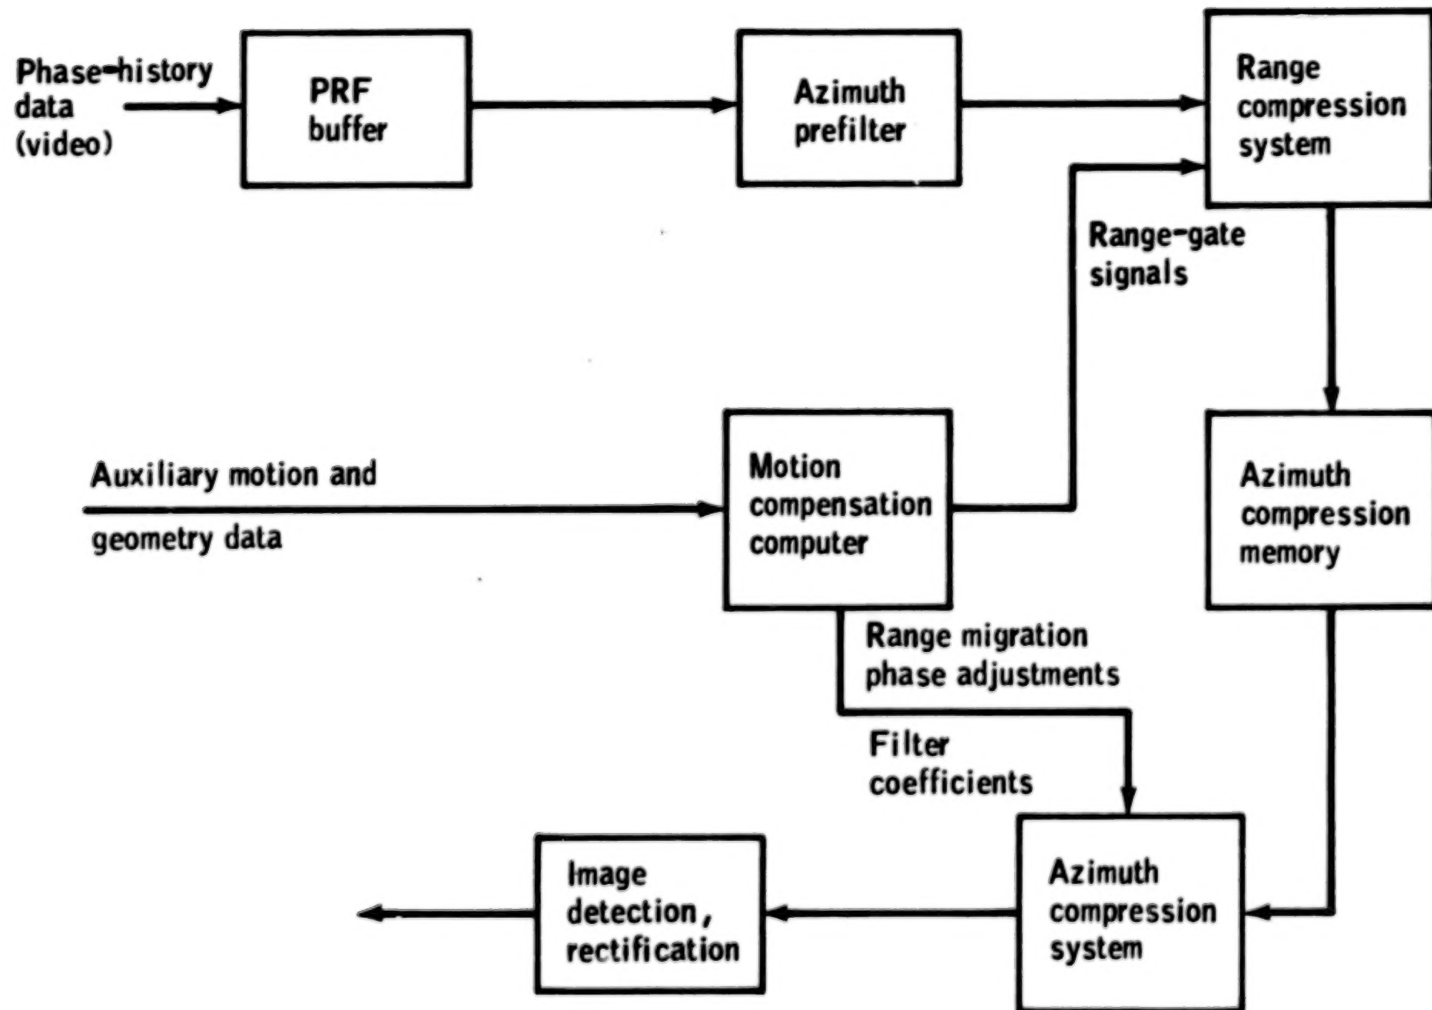 Phase-history
data
(video)
PRF
buffer
Azimuth
prefilter
Range
compression
system
Range-gate
signals
Auxiliary motion and
geometry data
Motion
compensation
computer
Azimuth
compression
memory
Range migration
phase adjustments
Filter
coefficients
Image
detection,
rectification
Azimuth
compression
system